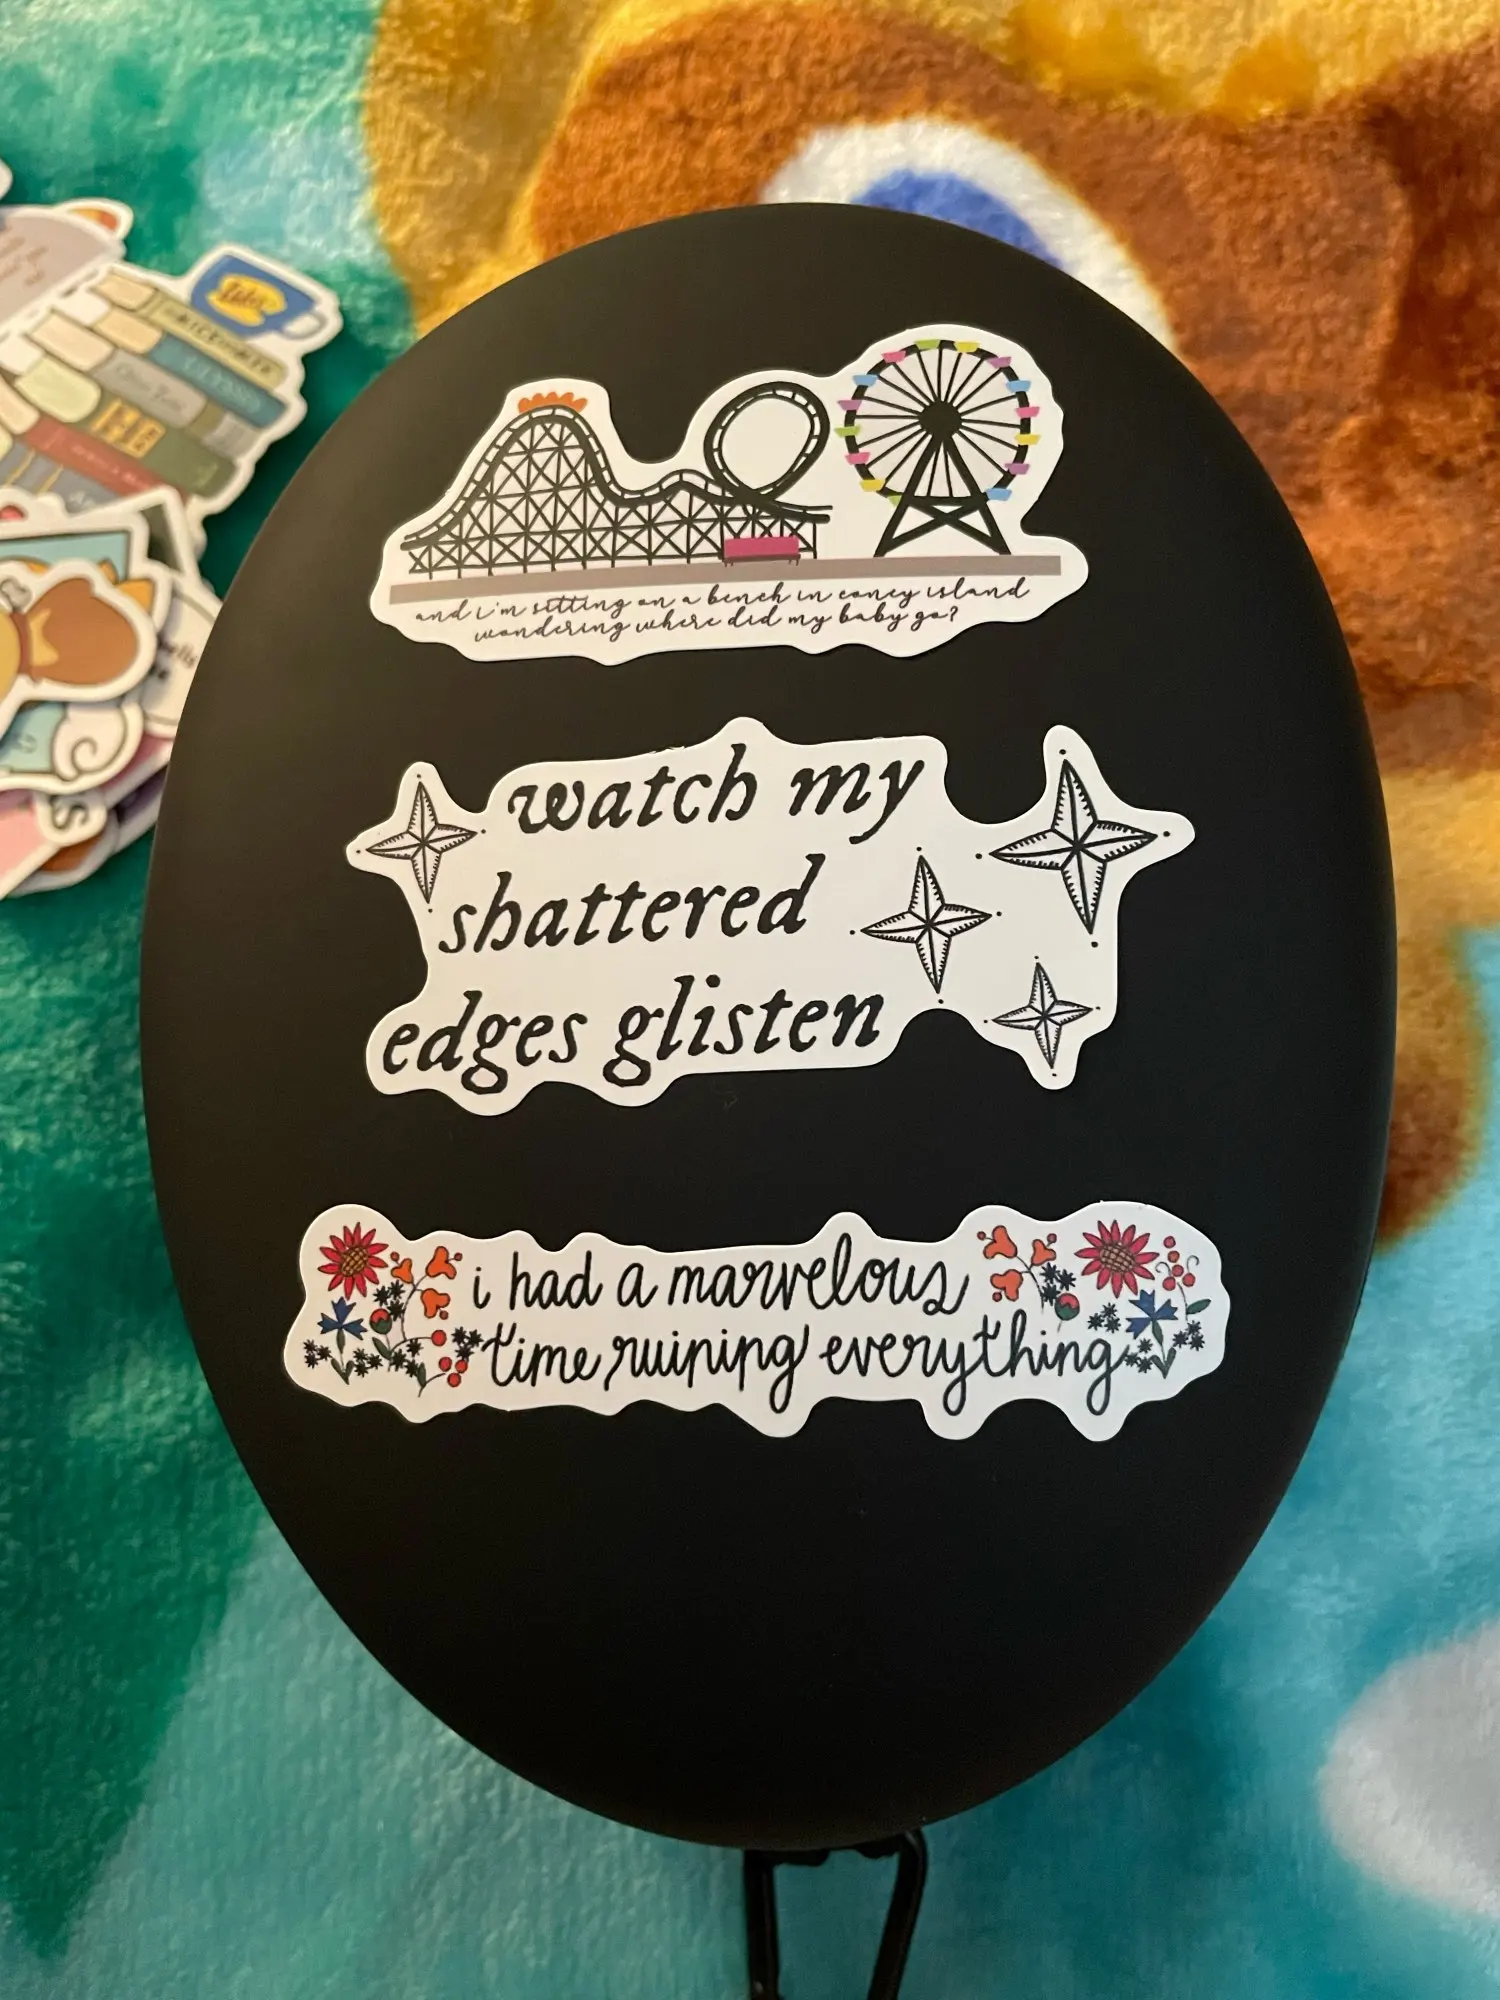 and i'm sitting on a bench in coney island
wondering where did my baby go?
watch my
shattered
edges glisten
i had a marvelous
time ruining everything
Luke's